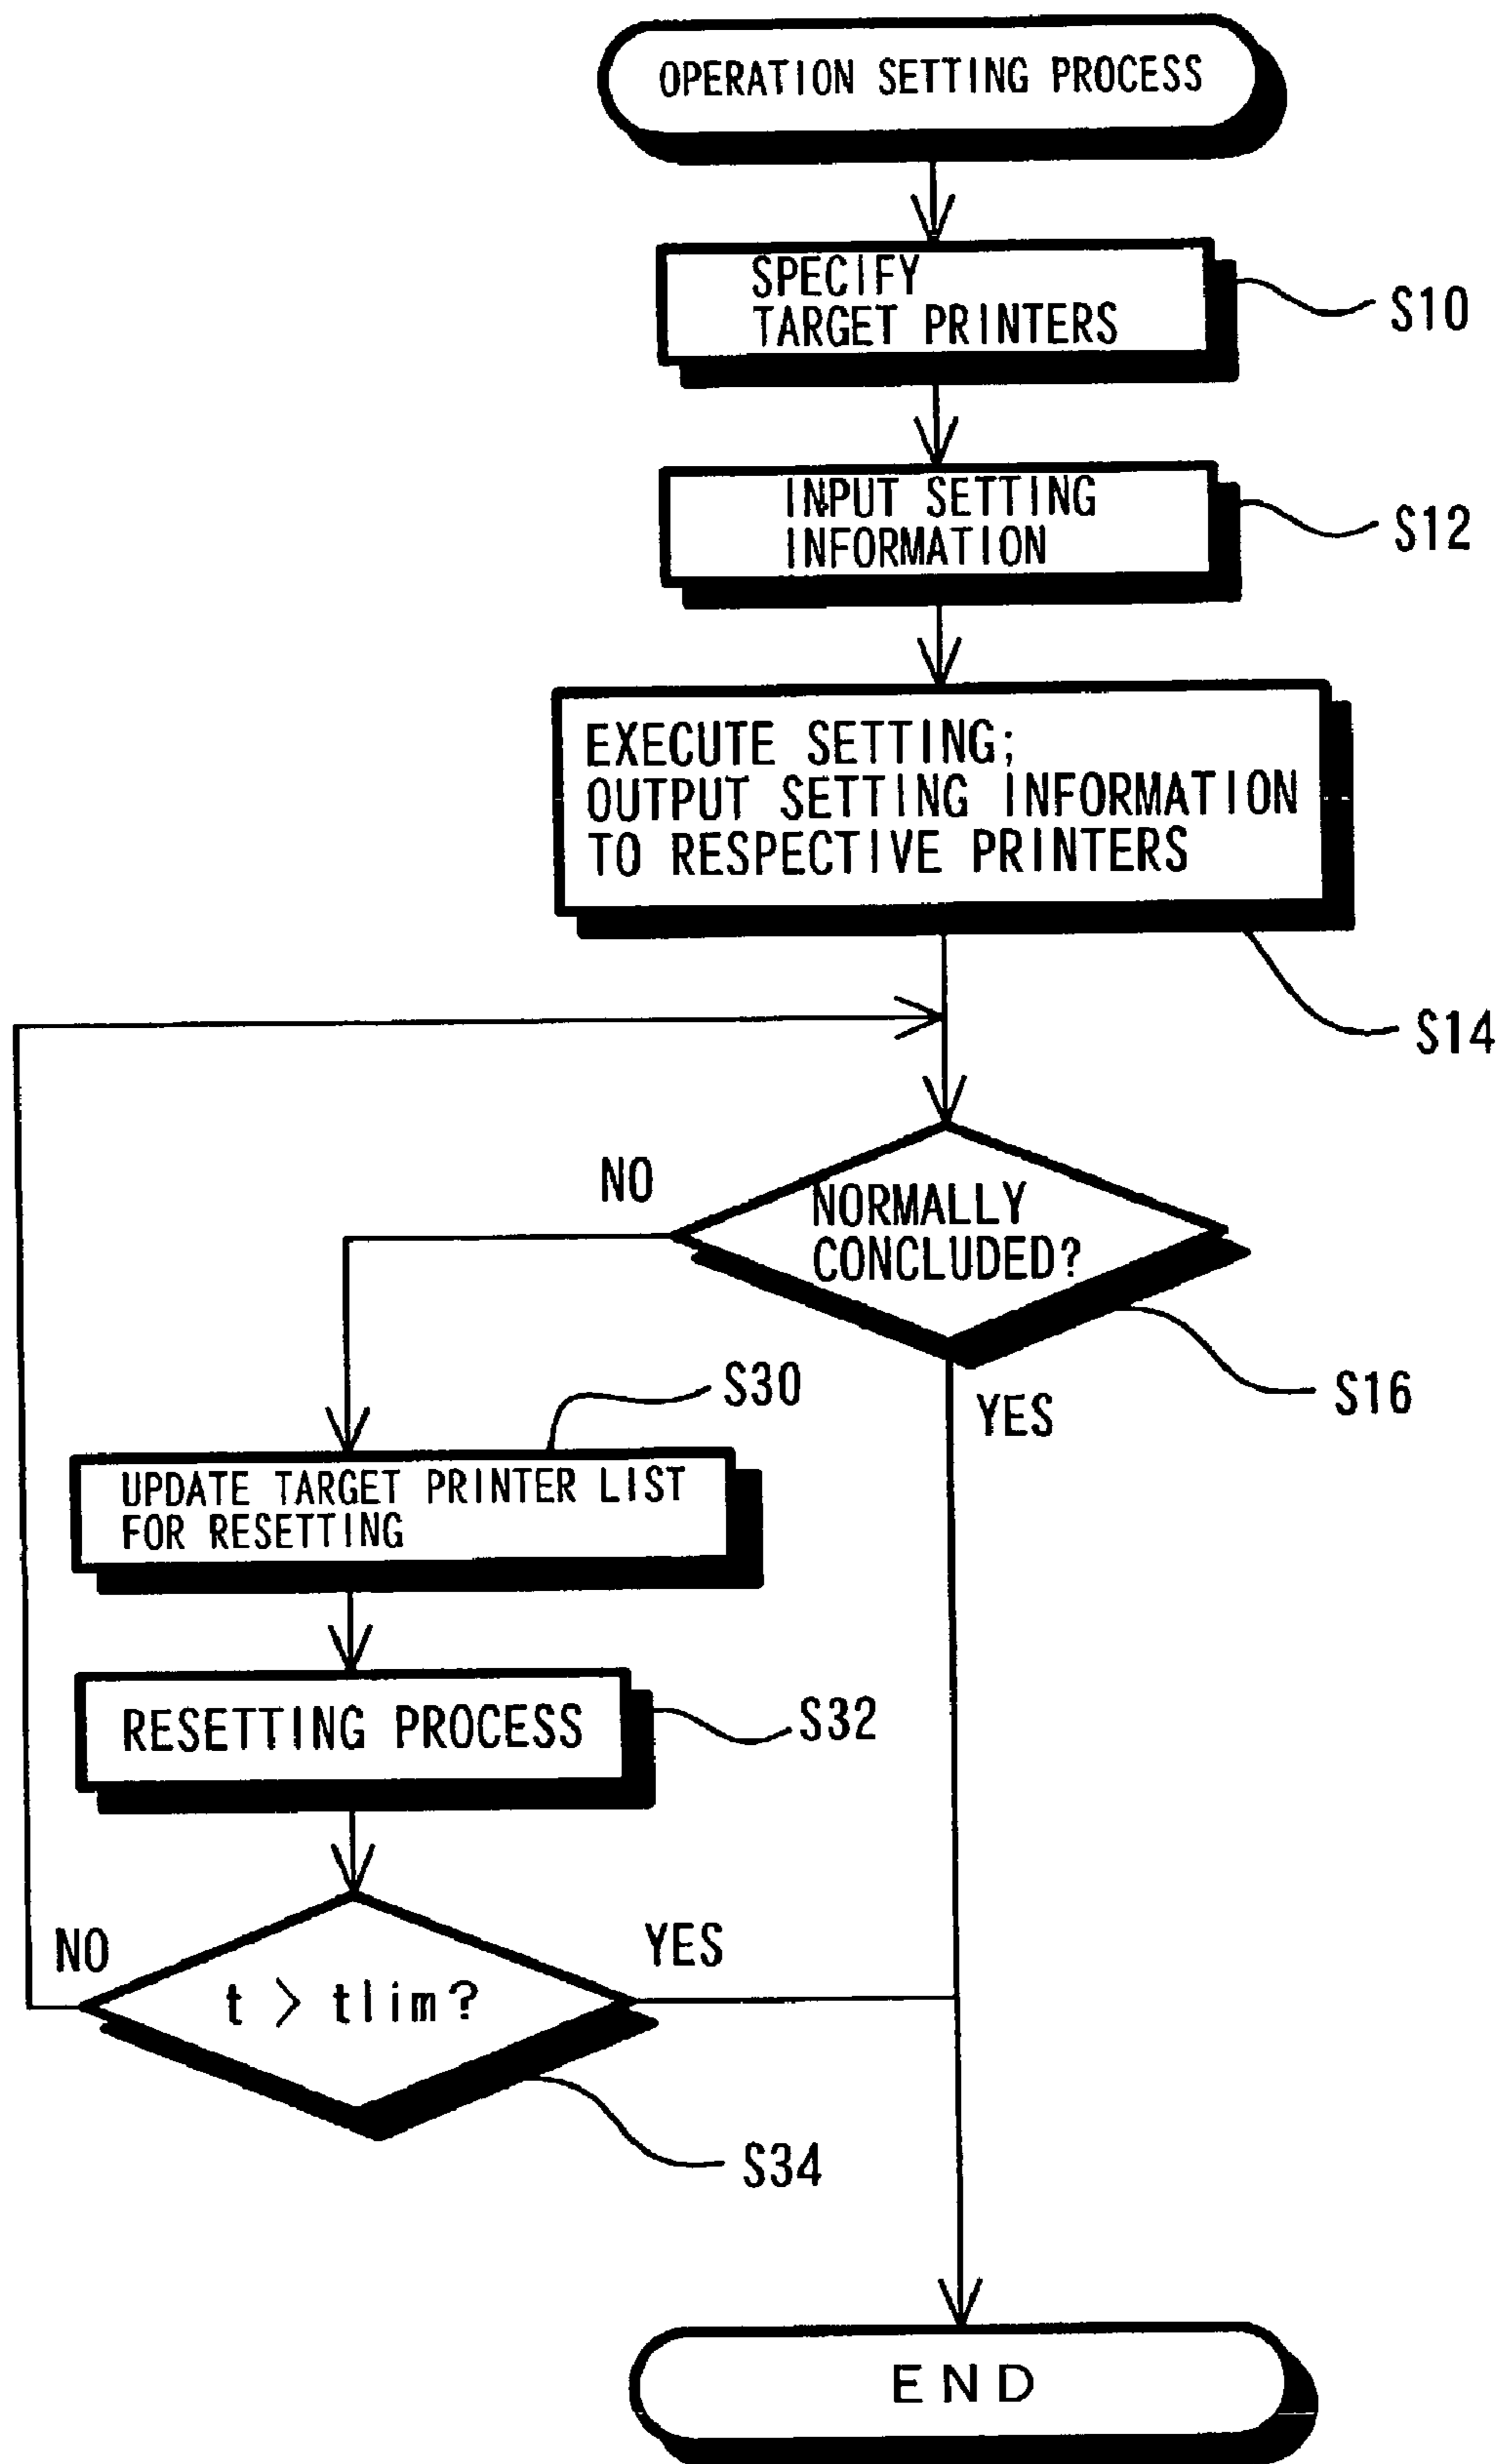 OPERATION SETTING PROCESS
SPECIFY
TARGET PRINTERS
S10
INPUT SETTING
INFORMATION
S12
EXECUTE SETTING;
OUTPUT SETTING INFORMATION
TO RESPECTIVE PRINTERS
S14
NO
NORMALLY
CONCLUDED?
S16
YES
S30
UPDATE TARGET PRINTER LIST
FOR RESETTING
RESETTING PROCESS
S32
NO
t > tlim?
YES
S34
END